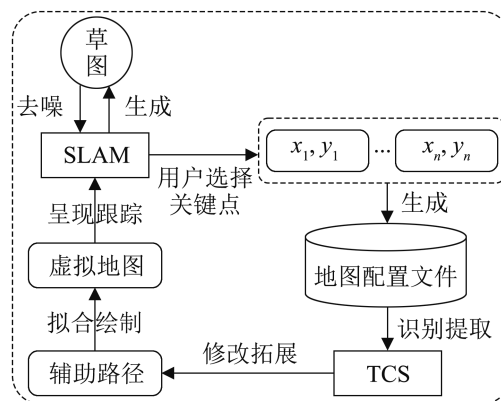 草
图
去噪
生成
SLAM
x1, y1
...
xn, yn
用户选择
关键点
呈现跟踪
生成
虚拟地图
地图配置文件
拟合绘制
识别提取
修改拓展
辅助路径
TCS